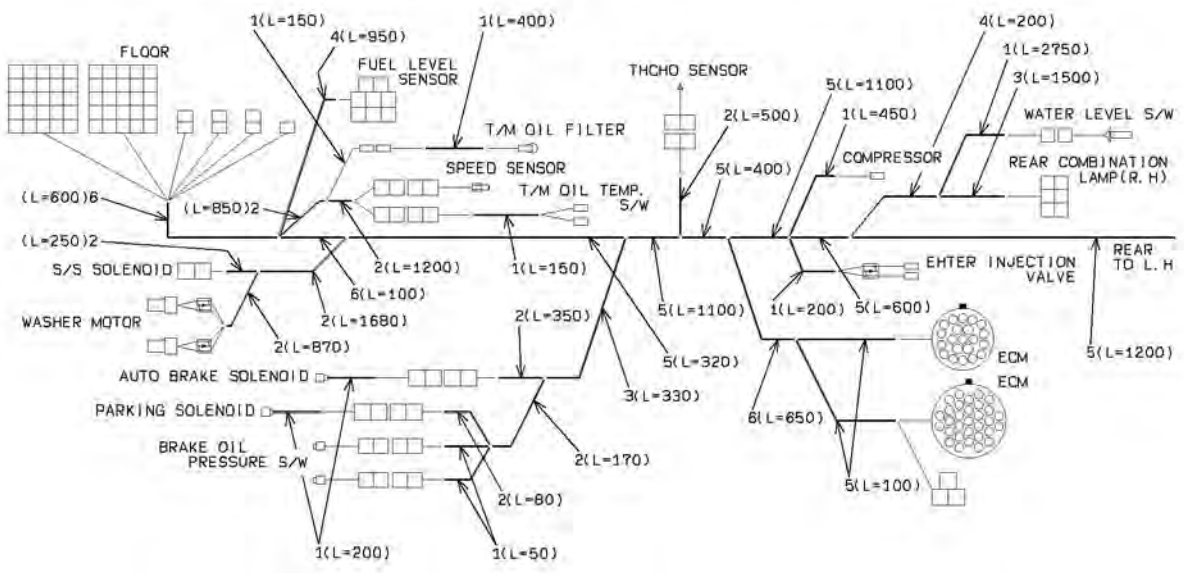 1(L=150)
1(L=400)
4(L=200)
4(L=950)
1(L=2750)
FLOOR
FUEL LEVEL
SENSOR
THCHO SENSOR
5(L=1100)
3(L=1500)
1(L=450)
2(L=500)
WATER LEVEL S/W
T/M OIL FILTER
COMPRESSOR
REAR COMBINATION
LAMP(R.H)
SPEED SENSOR
5(L=400)
T/M OIL TEMP.
S/W
(L=600)6
(L=850)2
(L=250)2
S/S SOLENOID
2(L=1200)
1(L=150)
EHTER INJECTION
VALVE
REAR
TO L.H
6(L=100)
WASHER MOTOR
2(L=1680)
5(L=1100)
1(L=200)
5(L=600)
2(L=870)
2(L=350)
5(L=320)
5(L=1200)
ECM
AUTO BRAKE SOLENOID
3(L=330)
ECM
PARKING SOLENOID
6(L=650)
BRAKE OIL
PRESSURE S/W
2(L=170)
2(L=80)
5(L=100)
1(L=200)
1(L=50)